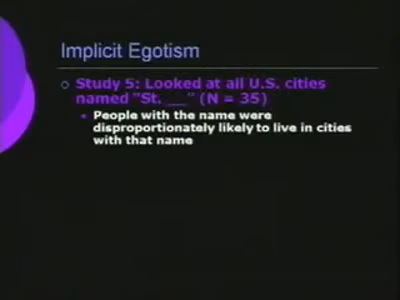 Implicit Egotism
Study 5: Looked at all U.S. cities
named "St. __" (N = 35)
People with the name were
disproportionately likely to live in cities
with that name